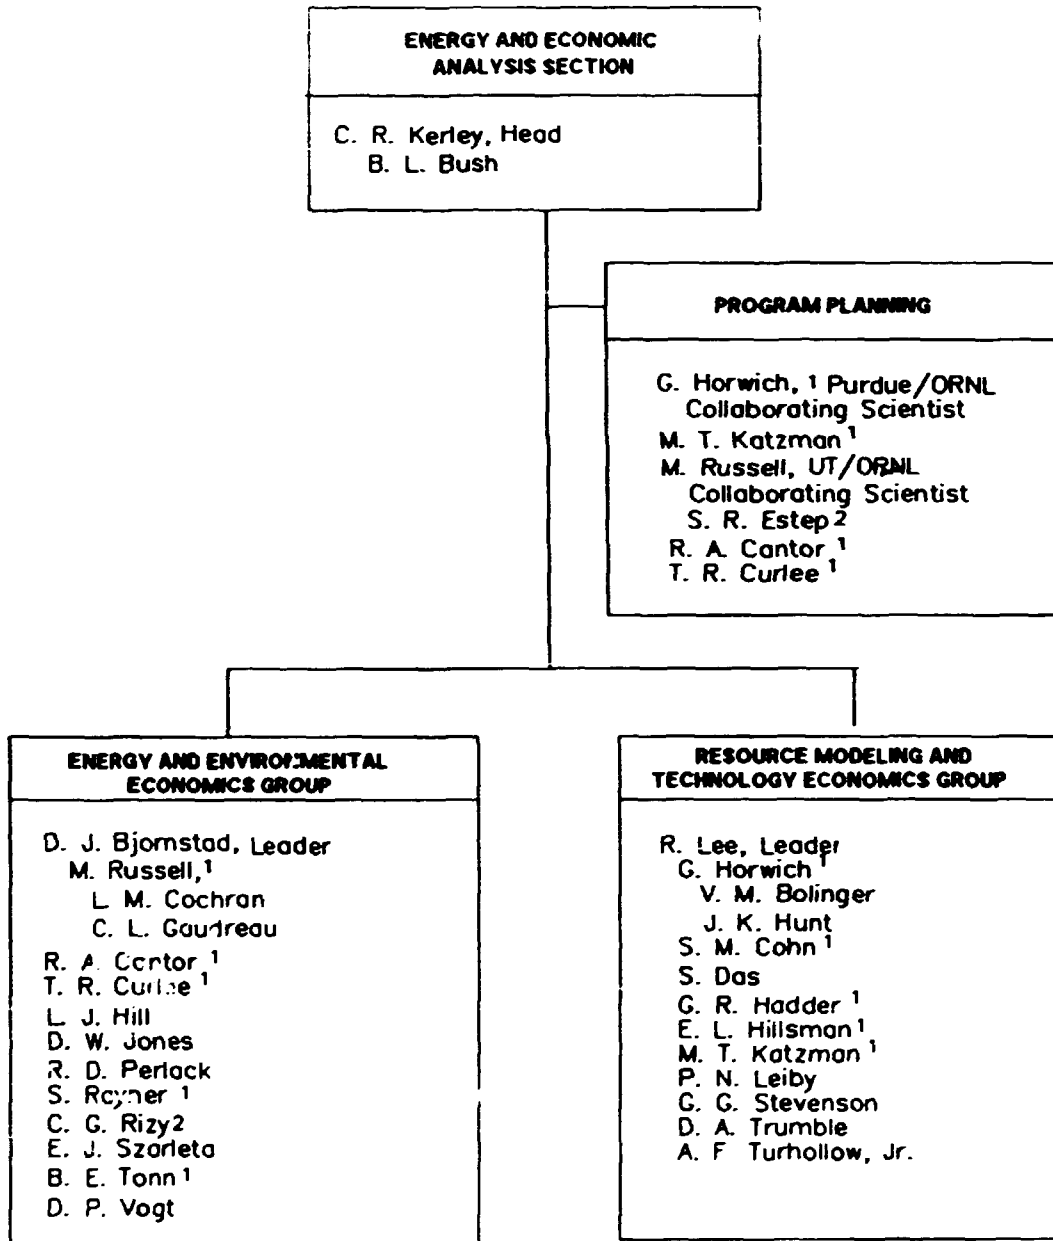 ENERGY AND ECONOMIC
ANALYSIS SECTION
C. R. Kerley, Head
B. L. Bush
PROGRAM PLANNING
G. Horwich, 1 Purdue/ORNL
Collaborating Scientist
M. T. Katzman 1
M. Russell, UT/ORNL
Collaborating Scientist
S. R. Estep 2
R. A. Cantor 1
T. R. Curlee 1
ENERGY AND ENVIRONMENTAL
ECONOMICS GROUP
D. J. Bjornstad, Leader
M. Russell, 1
L. M. Cochran
C. L. Gaudreau
R. A. Cantor 1
T. R. Curlee 1
L. J. Hill
D. W. Jones
R. D. Perlack
S. Rayner 1
C. G. Rizy 2
E. J. Szarleta
B. E. Tonn 1
D. P. Vogt
RESOURCE MODELING AND
TECHNOLOGY ECONOMICS GROUP
R. Lee, Leader
G. Horwich 1
V. M. Bolinger
J. K. Hunt
S. M. Cohn 1
S. Das
G. R. Hadder 1
E. L. Hillsman 1
M. T. Katzman 1
P. N. Leiby
G. G. Stevenson
D. A. Trumble
A. F. Turhollow, Jr.